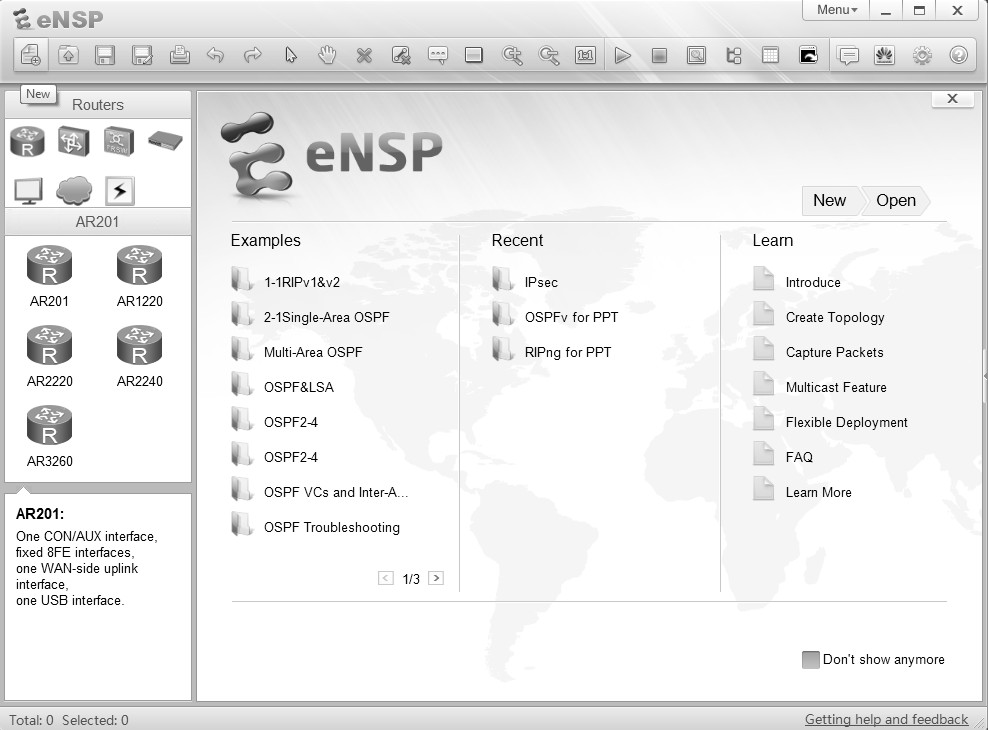 eNSP
Menu
1:1
New
Routers
R
FRSW
AR201
R
R
AR201
AR1220
R
R
AR2220
AR2240
R
AR3260
AR201:
One CON/AUX interface,
fixed 8FE interfaces,
one WAN-side uplink
interface,
one USB interface.
eNSP
New Open
Examples
1-1RIPv1&v2
2-1Single-Area OSPF
Multi-Area OSPF
OSPF&LSA
OSPF2-4
OSPF2-4
OSPF VCs and Inter-A...
OSPF Troubleshooting
< 1/3 >
Recent
IPsec
OSPFv for PPT
RIPng for PPT
Learn
Introduce
Create Topology
Capture Packets
Multicast Feature
Flexible Deployment
FAQ
Learn More
Don't show anymore
Total: 0 Selected: 0
Getting help and feedback